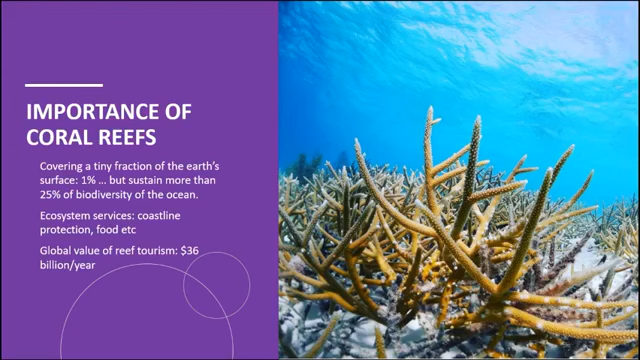 IMPORTANCE OF
CORAL REEFS
Covering a tiny fraction of the earth's
surface: 1% ... but sustain more than
25% of biodiversity of the ocean.
Ecosystem services: coastline
protection, food etc
Global value of reef tourism: $36
billion/year